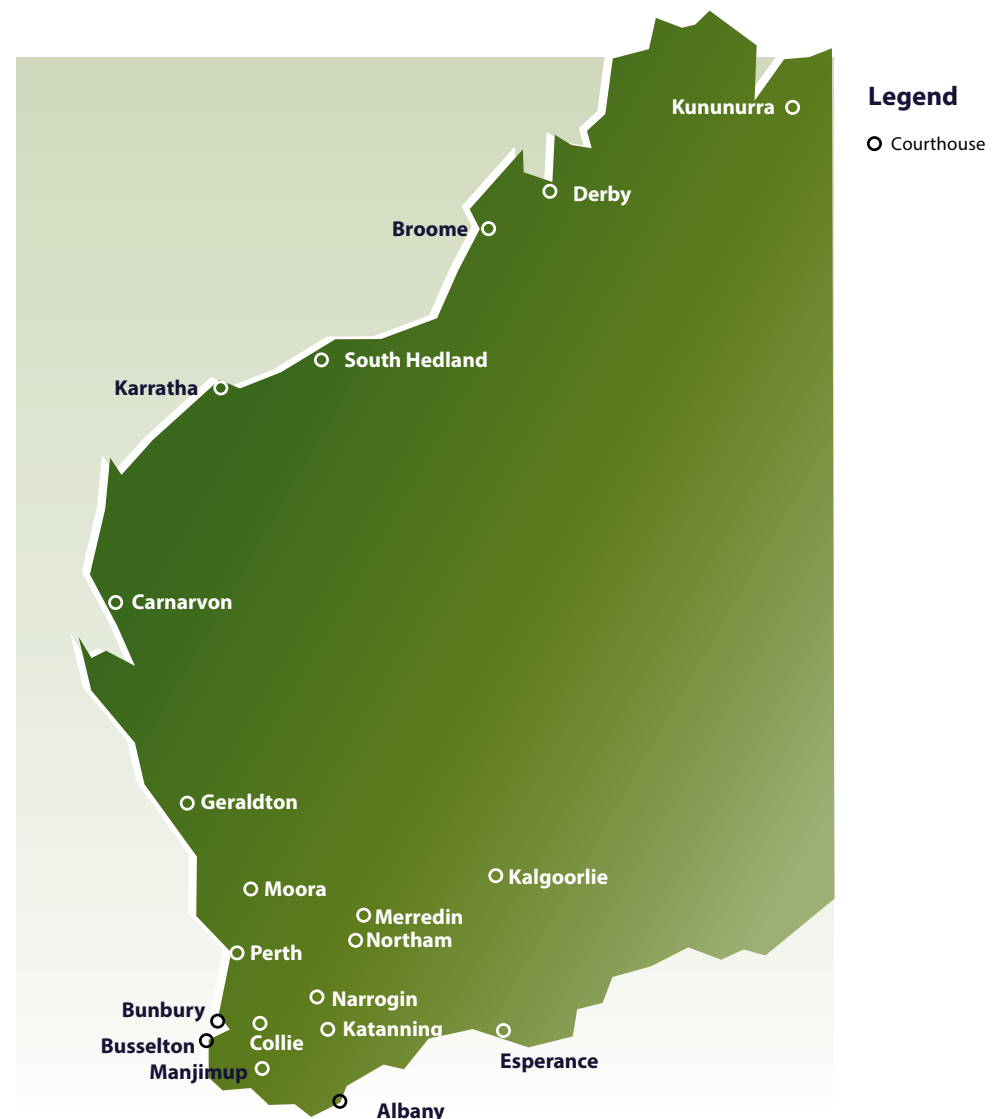 Legend
Courthouse
Kununurra
Derby
Broome
South Hedland
Karratha
Carnarvon
Geraldton
Kalgoorlie
Moora
Merredin
Northam
Perth
Narrogin
Bunbury
Katanning
Collie
Busselton
Esperance
Manjimup
Albany